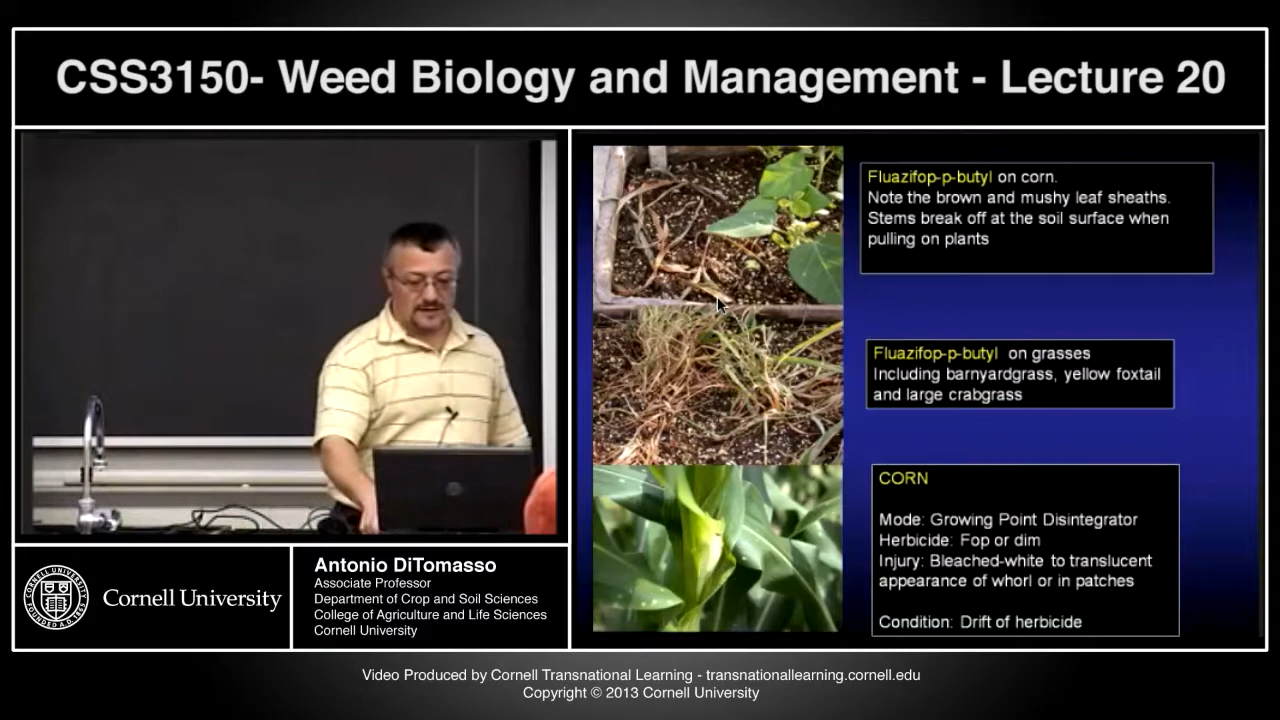 CSS3150- Weed Biology and Management - Lecture 20
Fluazifop-p-butyl on corn.
Note the brown and mushy leaf sheaths.
Stems break off at the soil surface when
pulling on plants
Fluazifop-p-butyl on grasses
Including barnyardgrass, yellow foxtail
and large crabgrass
CORN
Mode: Growing Point Disintegrator
Herbicide: Fop or dim
Injury: Bleached-white to translucent
appearance of whorl or in patches
Condition: Drift of herbicide
Cornell University
Antonio DiTomasso
Associate Professor
Department of Crop and Soil Sciences
College of Agriculture and Life Sciences
Cornell University
Video Produced by Cornell Transnational Learning - transnationallearning.cornell.edu
Copyright © 2013 Cornell University